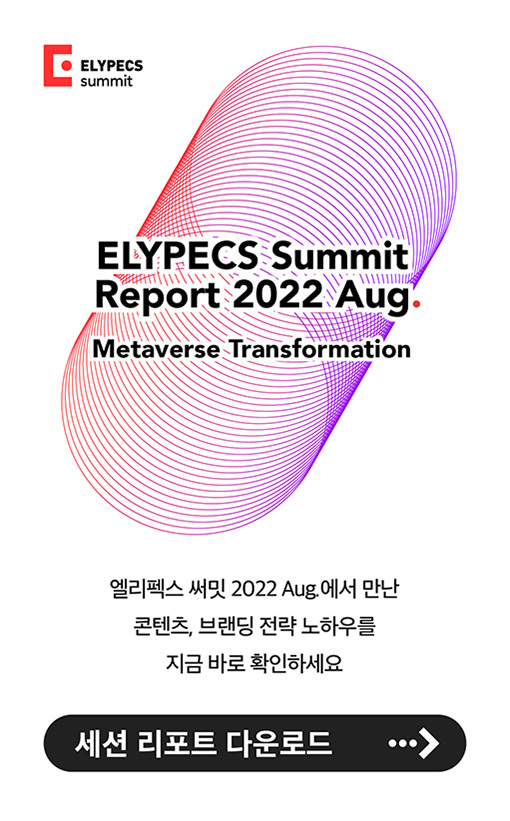 ELYPECS
summit
ELYPECS Summit
Report 2022 Aug.
Metaverse Transformation
엘리펙스 써밋 2022 Aug.에서 만난
콘텐츠, 브랜딩 전략 노하우를
지금 바로 확인하세요
세션 리포트 다운로드